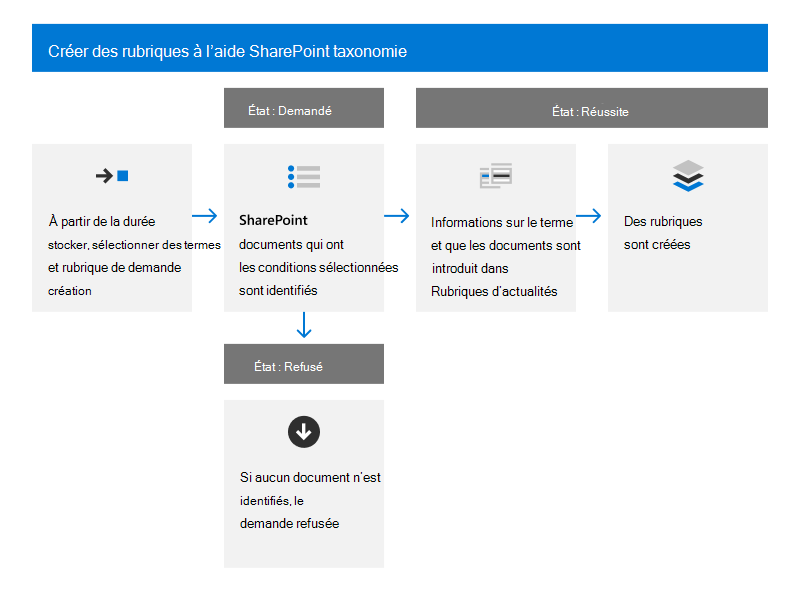 Créer des rubriques à l’aide SharePoint taxonomie
État : Demandé
État : Réussite
À partir de la durée
stocker, sélectionner des termes
et rubrique de demande
création
SharePoint
documents qui ont
les conditions sélectionnées
sont identifiés
Informations sur le terme
et que les documents sont
introduit dans
Rubriques d’actualités
Des rubriques
sont créées
État : Refusé
Si aucun document n’est
identifiés, le
demande refusée